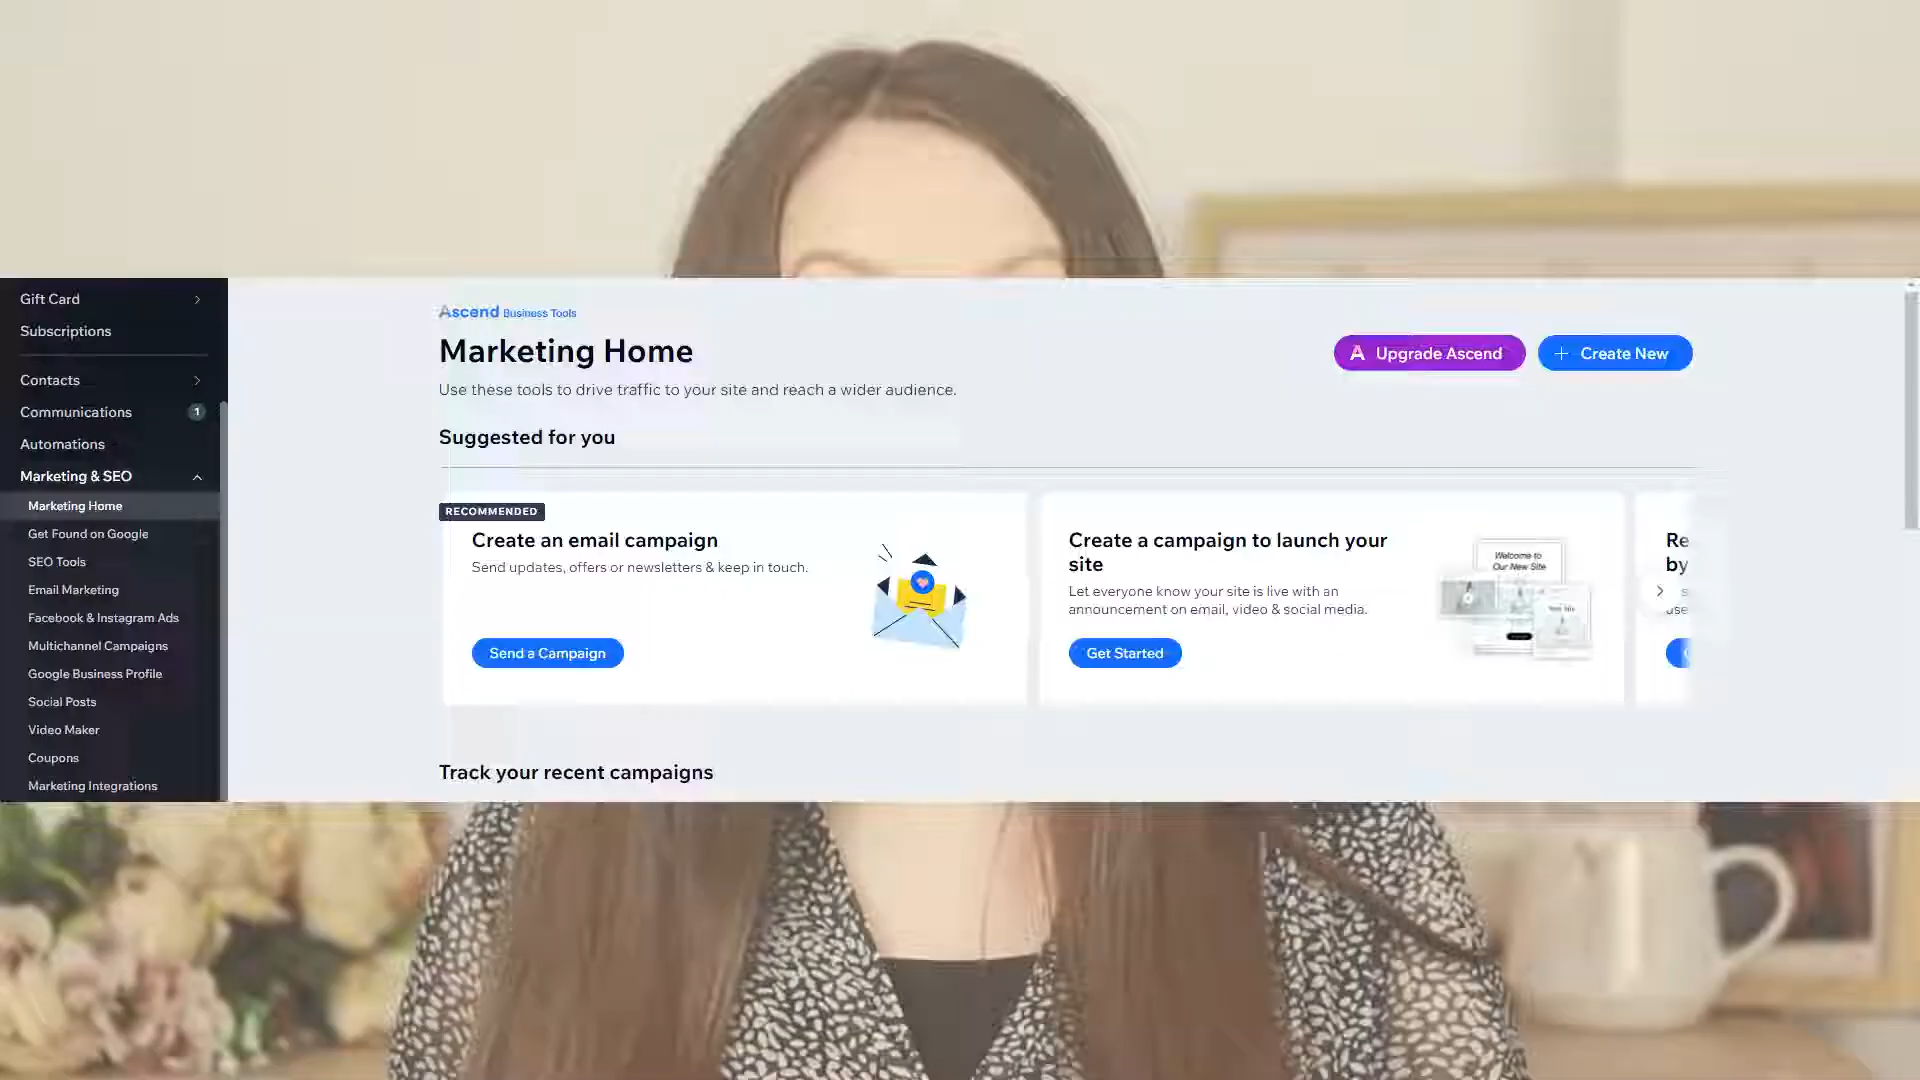 Gift Card
Subscriptions
Contacts
Communications 1
Automations
Marketing & SEO
Marketing Home
Get Found on Google
SEO Tools
Email Marketing
Facebook & Instagram Ads
Multichannel Campaigns
Google Business Profile
Social Posts
Video Maker
Coupons
Marketing Integrations
Ascend Business Tools
Marketing Home
Use these tools to drive traffic to your site and reach a wider audience.
A Upgrade Ascend
+ Create New
Suggested for you
RECOMMENDED
Create an email campaign
Send updates, offers or newsletters & keep in touch.
Send a Campaign
Create a campaign to launch your
site
Let everyone know your site is live with an
announcement on email, video & social media.
Get Started
Welcome to
Our New Site
Re
by
Track your recent campaigns